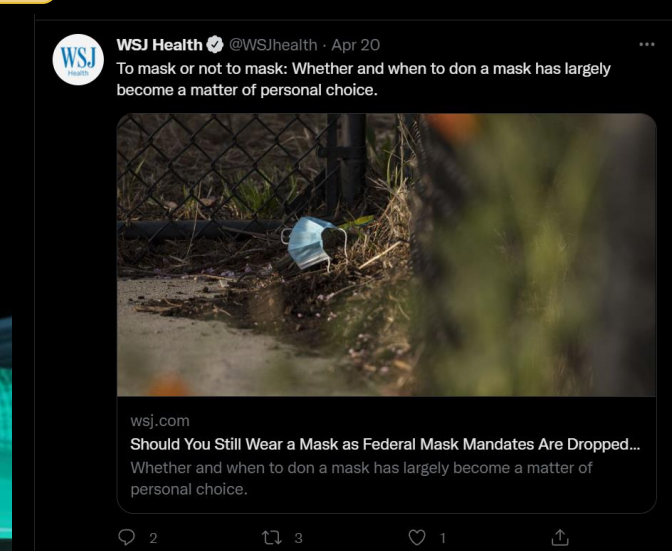 WSJ Health @WSJhealth · Apr 20
To mask or not to mask: Whether and when to don a mask has largely
become a matter of personal choice.
WSJ
Health
wsj.com
Should You Still Wear a Mask as Federal Mask Mandates Are Dropped...
Whether and when to don a mask has largely become a matter of
personal choice.
2 3 1